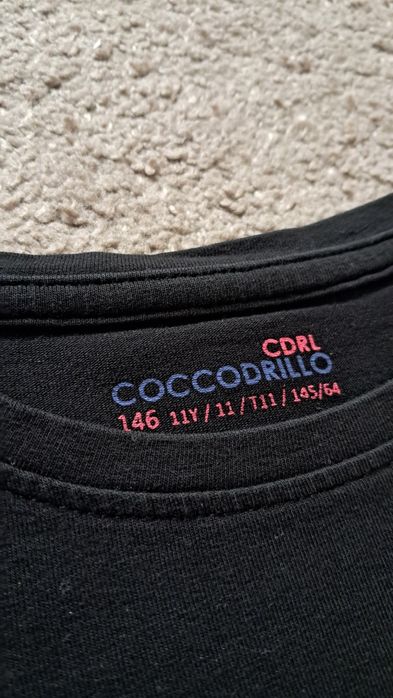 CDRL
COCCODRILLO
146 11Y / 11 / T11 / 145/64